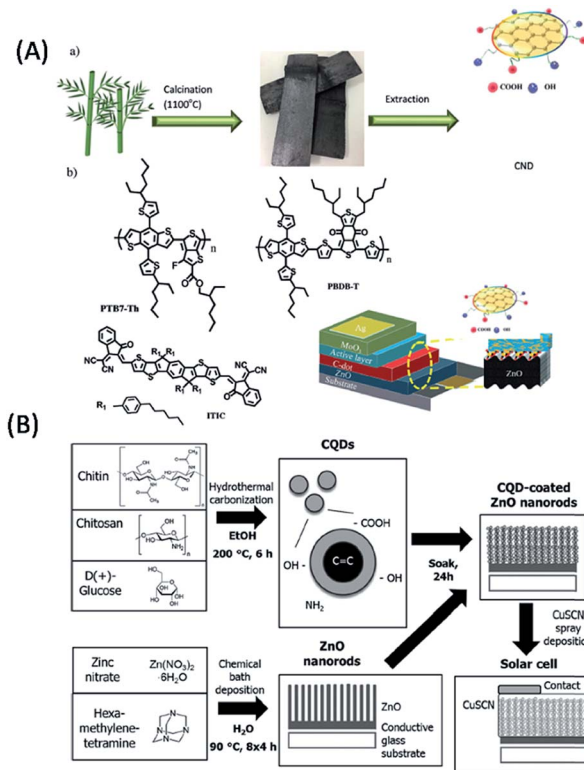 (A)
a)
Calcination
(1100°C)
Extraction
COOH
OH
CND
b)
n
PTB7-Th
n
PBDB-T
ITIC
R1
COOH OH
MoO
Active layer
C-dot
ZnO
Substrate
ZnO
(B)
Chitin
Chitosan
D(+)-
Glucose
Hydrothermal
carbonization
EtOH
200 °C, 6 h
CQDs
- COOH
C=C
OH -
- OH
NH2
Soak,
24h
CQD-coated
ZnO nanorods
CuSCN
spray
deposition
Zinc
nitrate
Zn(NO3)2
·6H2O
Hexa-
methylene-
tetramine
Chemical
bath
deposition
H2O
90 °C, 8x4 h
ZnO
nanorods
ZnO
Conductive
glass
substrate
Solar cell
Contact
CuSCN